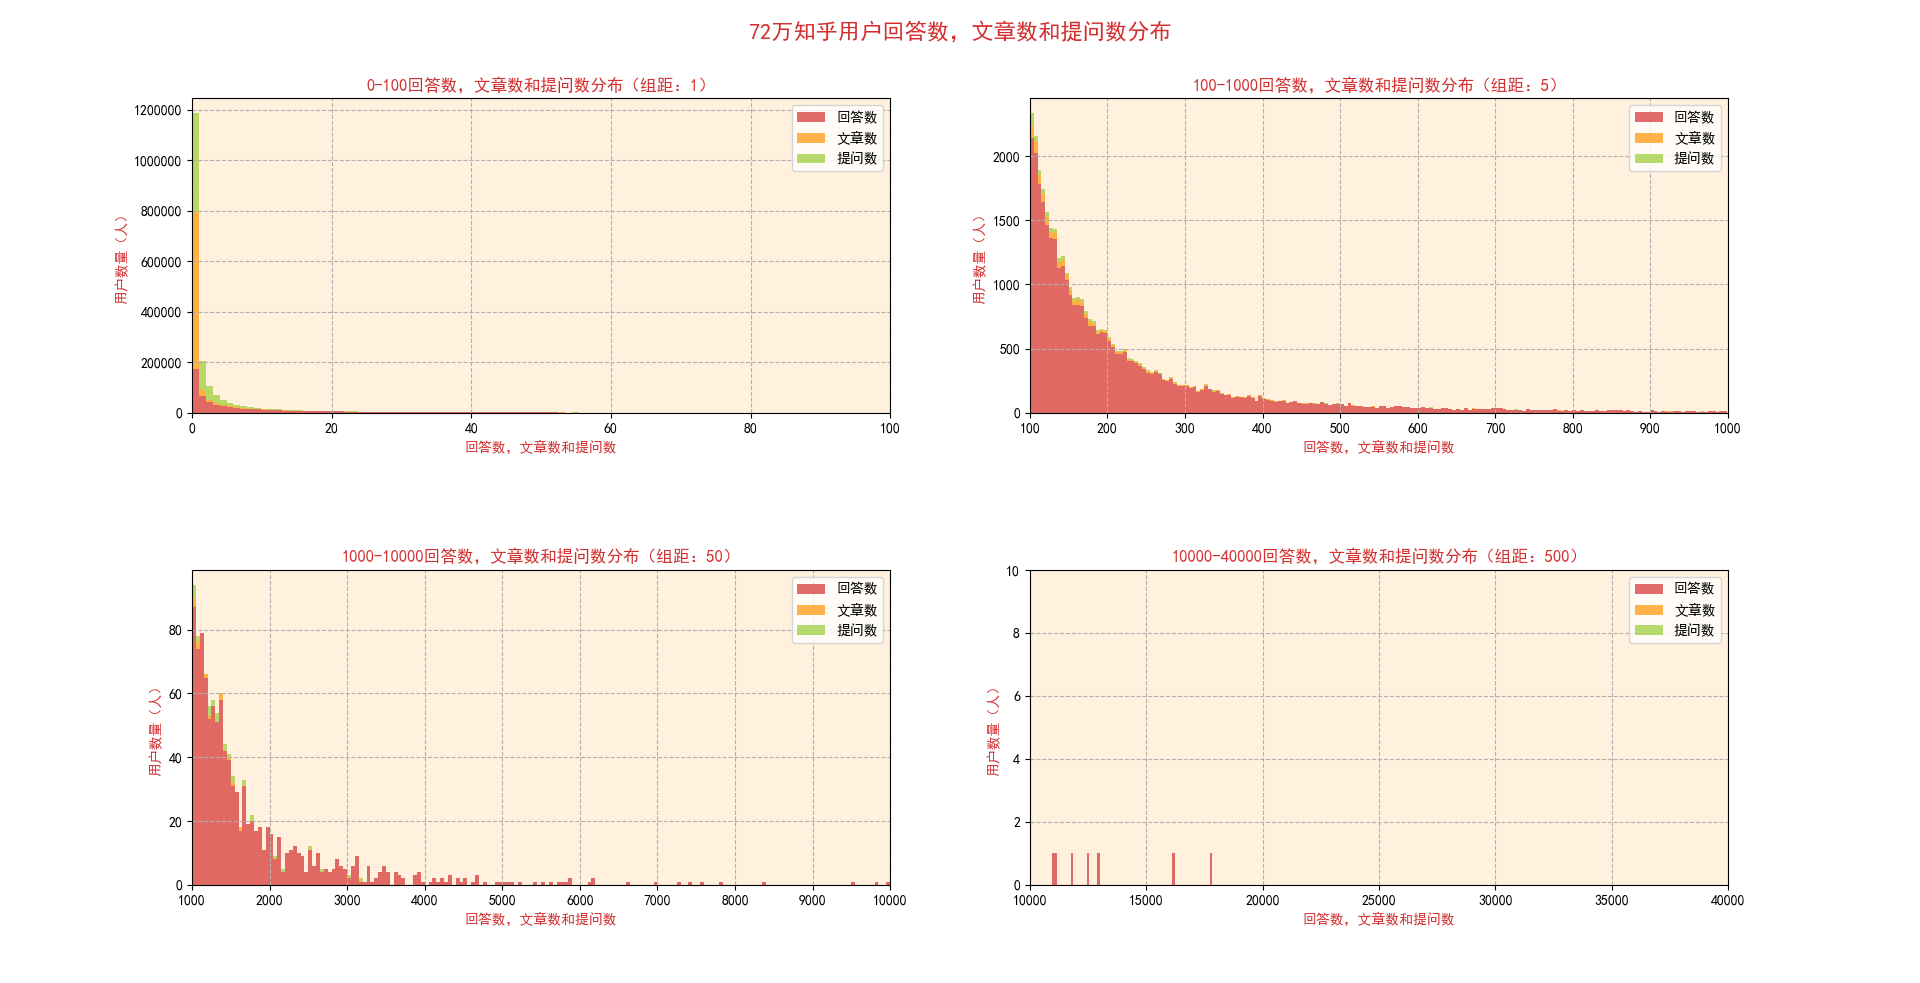 72万知乎用户回答数，文章数和提问数分布
0-100回答数，文章数和提问数分布（组距：1）
1200000
1000000
800000
600000
400000
200000
0
用户数量（人）
回答数
文章数
提问数
0 20 40 60 80 100
回答数，文章数和提问数
100-1000回答数，文章数和提问数分布（组距：5）
2000
1500
1000
500
0
用户数量（人）
回答数
文章数
提问数
100 200 300 400 500 600 700 800 900 1000
回答数，文章数和提问数
1000-10000回答数，文章数和提问数分布（组距：50）
80
60
40
20
0
用户数量（人）
回答数
文章数
提问数
1000 2000 3000 4000 5000 6000 7000 8000 9000 10000
回答数，文章数和提问数
10000-40000回答数，文章数和提问数分布（组距：500）
10
8
6
4
2
0
用户数量（人）
回答数
文章数
提问数
10000 15000 20000 25000 30000 35000 40000
回答数，文章数和提问数